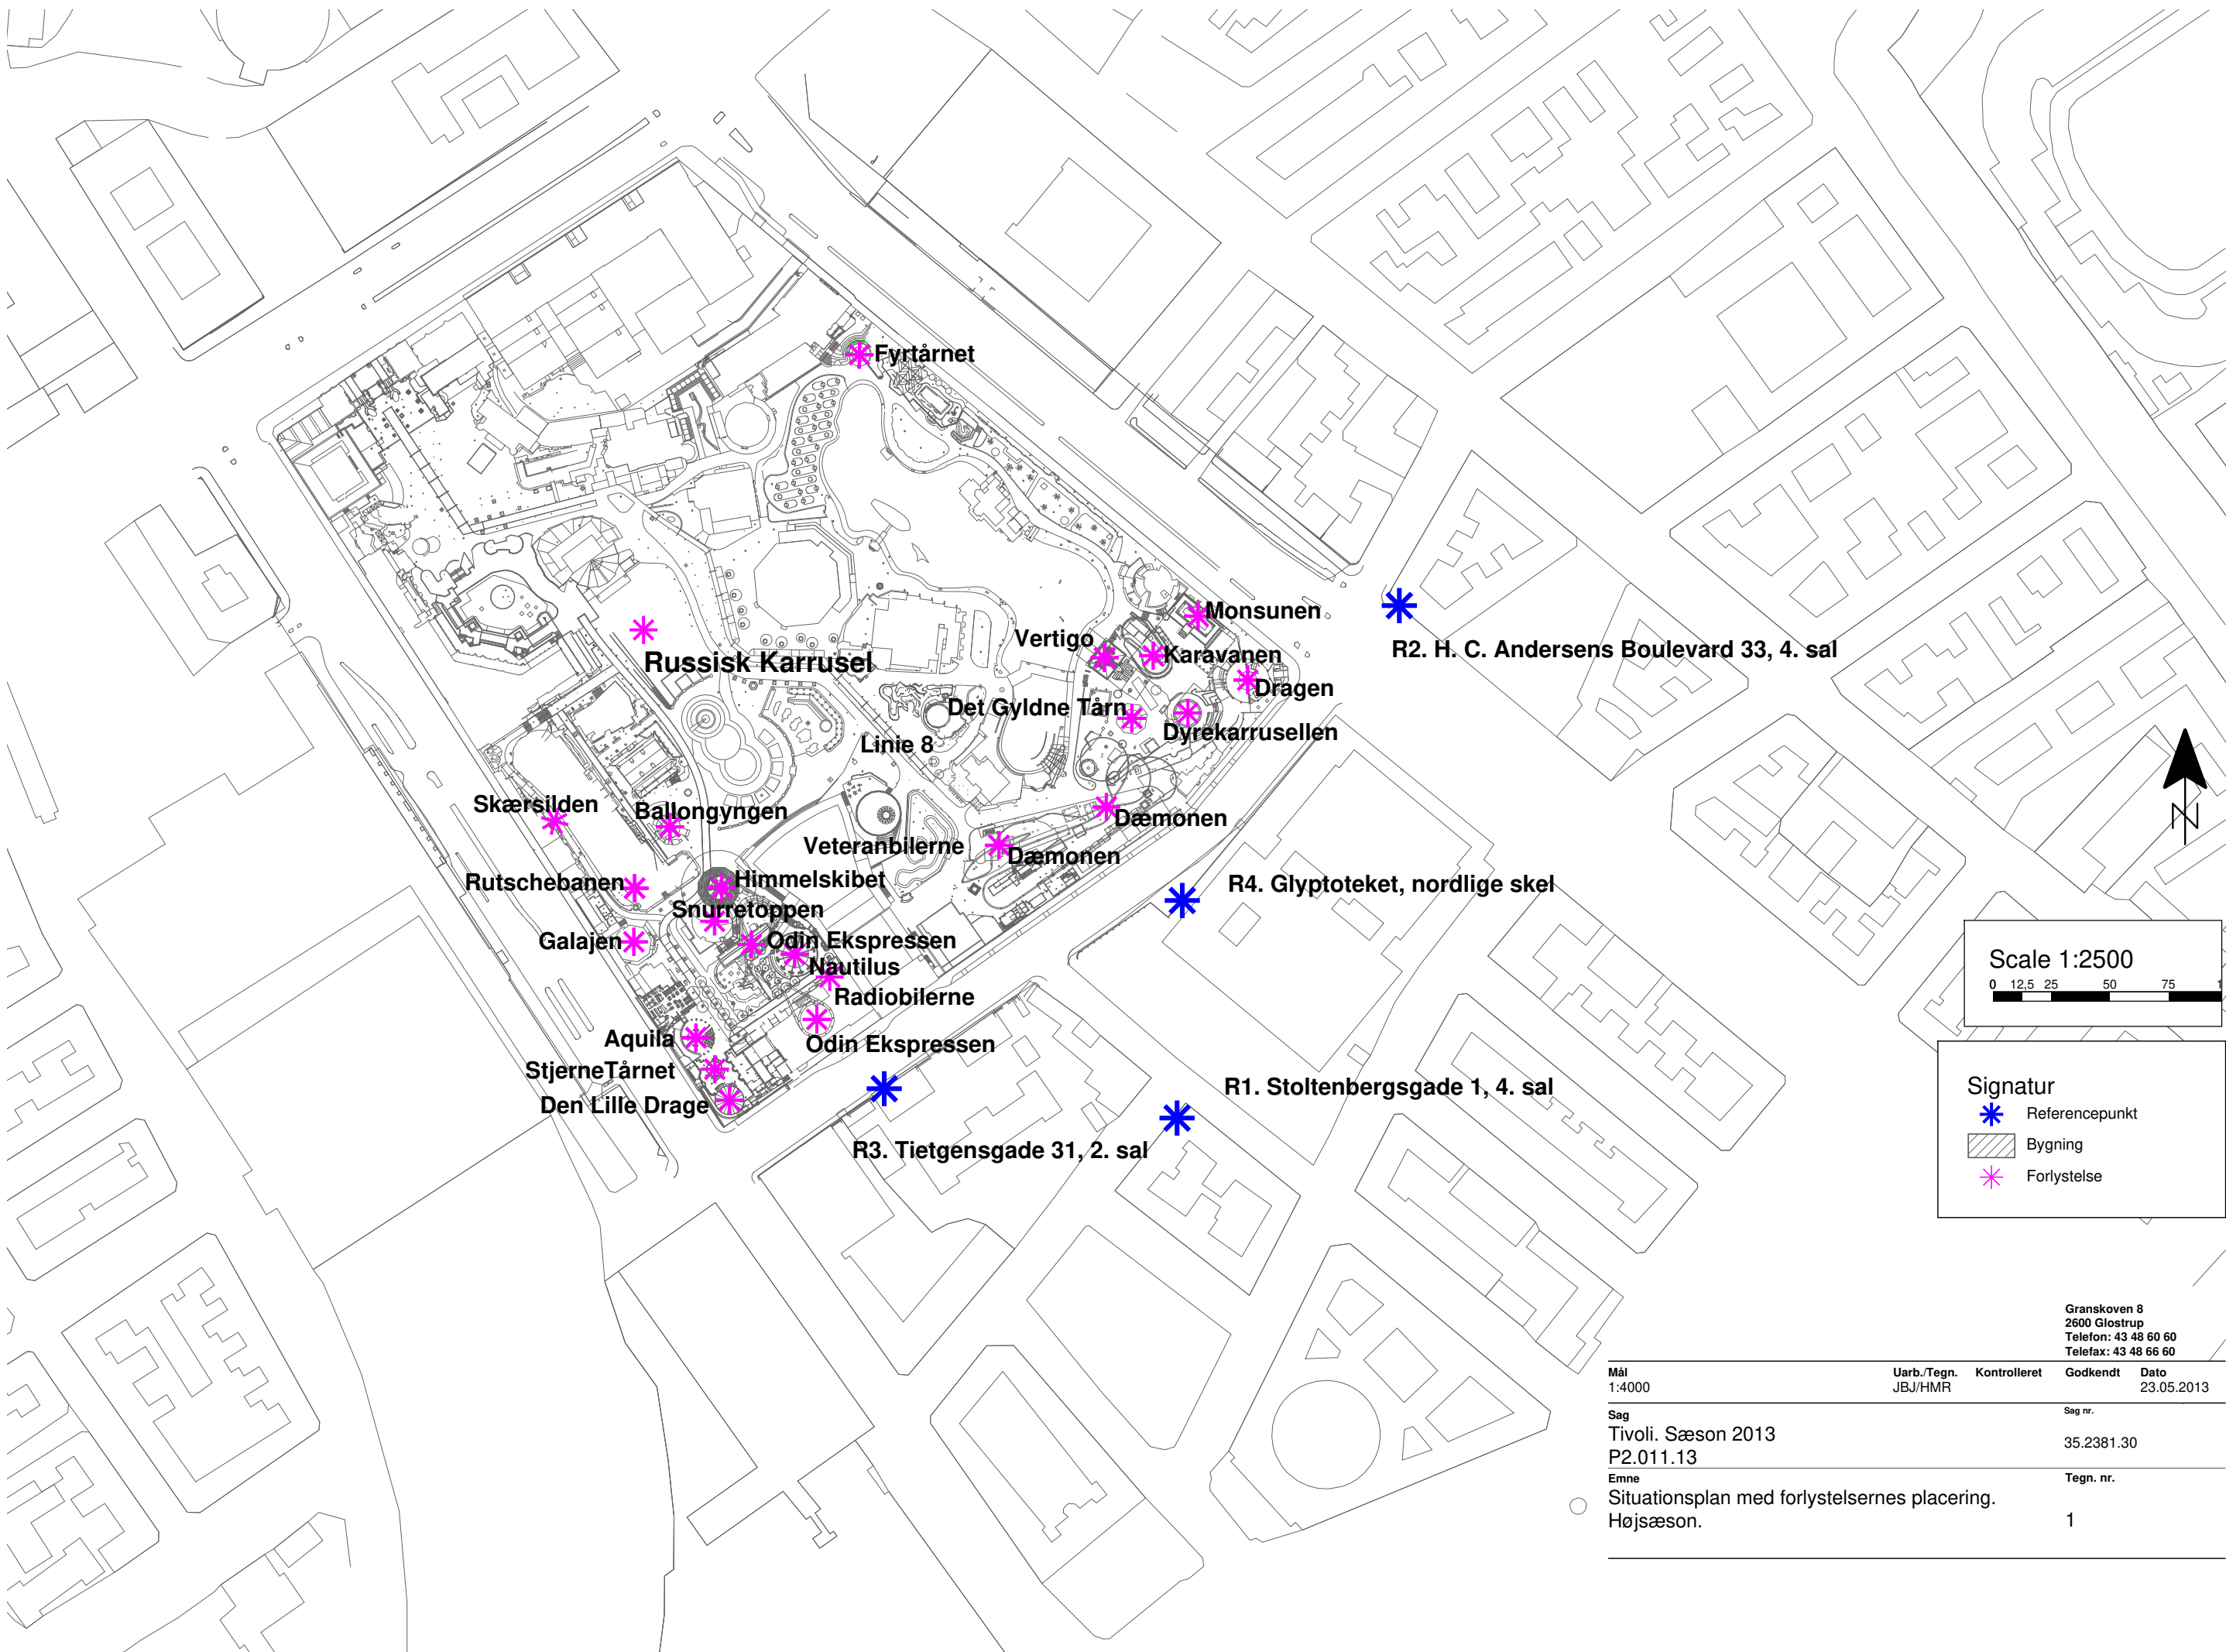 Fyrtårnet
Monsunen
R2. H. C. Andersens Boulevard 33, 4. sal
Vertigo
Karavanen
Russisk Karrusel
Dragen
Det Gyldne Tårn
Dyrekarrusellen
Linie 8
Skærsilden
Ballongyngen
Dæmonen
Veteranbilerne
Dæmonen
Rutschebanen
Himmelskibet
R4. Glyptoteket, nordlige skel
Snurretoppen
Galajen
Odin Ekspressen
Nautilus
Radiobilerne
Aquila
Odin Ekspressen
StjerneTårnet
Den Lille Drage
R1. Stoltenbergsgade 1, 4. sal
R3. Tietgensgade 31, 2. sal
N
Scale 1:2500
0 12,5 25 50 75 1
Signatur
Referencepunkt
Bygning
Forlystelse
Granskoven 8
2600 Glostrup
Telefon: 43 48 60 60
Telefax: 43 48 66 60
Mål Uarb./Tegn. Kontrolleret Godkendt Dato
1:4000 JBJ/HMR 23.05.2013
Sag Sag nr.
Tivoli. Sæson 2013
P2.011.13 35.2381.30
Emne Tegn. nr.
Situationsplan med forlystelsernes placering.
Højsæson. 1